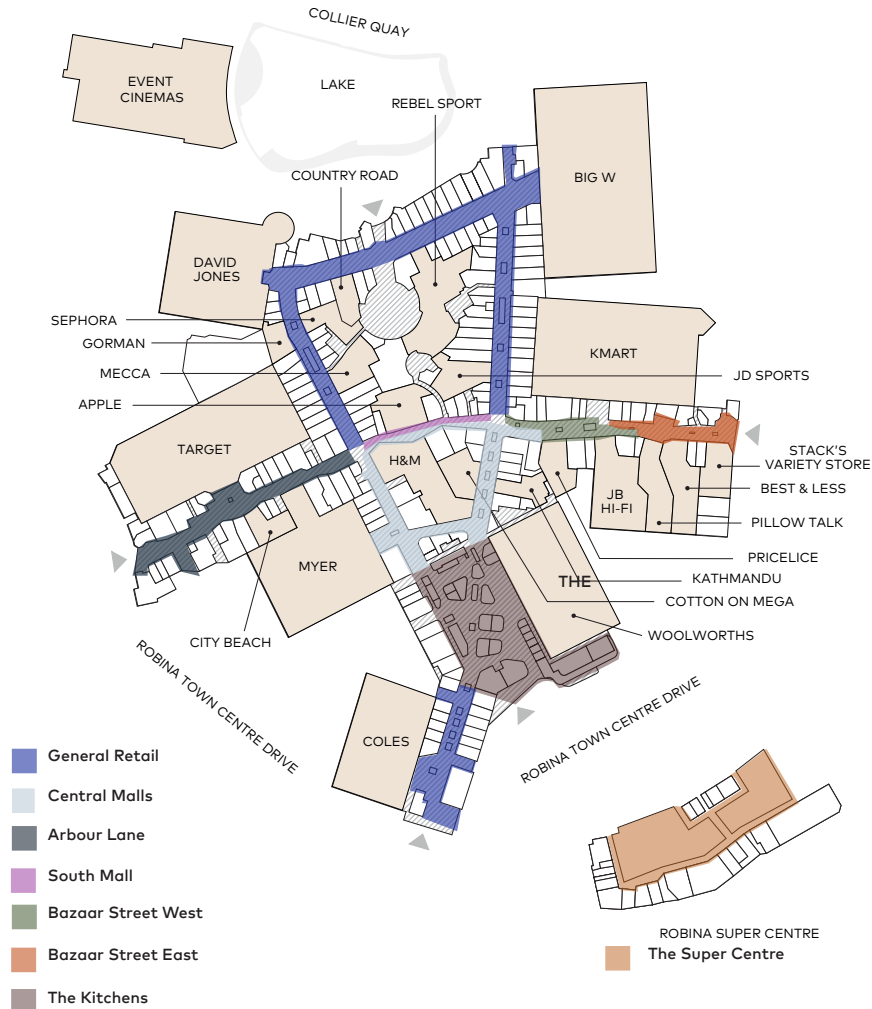 COLLIER QUAY
EVENT
CINEMAS
LAKE
REBEL SPORT
COUNTRY ROAD
BIG W
DAVID
JONES
SEPHORA
GORMAN
MECCA
APPLE
KMART
JD SPORTS
TARGET
H&M
STACK'S
VARIETY STORE
BEST & LESS
JB
HI-FI
PILLOW TALK
MYER
THE
PRICELICE
KATHMANDU
COTTON ON MEGA
WOOLWORTHS
CITY BEACH
ROBINA TOWN CENTRE DRIVE
ROBINA TOWN CENTRE DRIVE
COLES
General Retail
Central Malls
Arbour Lane
South Mall
Bazaar Street West
Bazaar Street East
The Kitchens
ROBINA SUPER CENTRE
The Super Centre